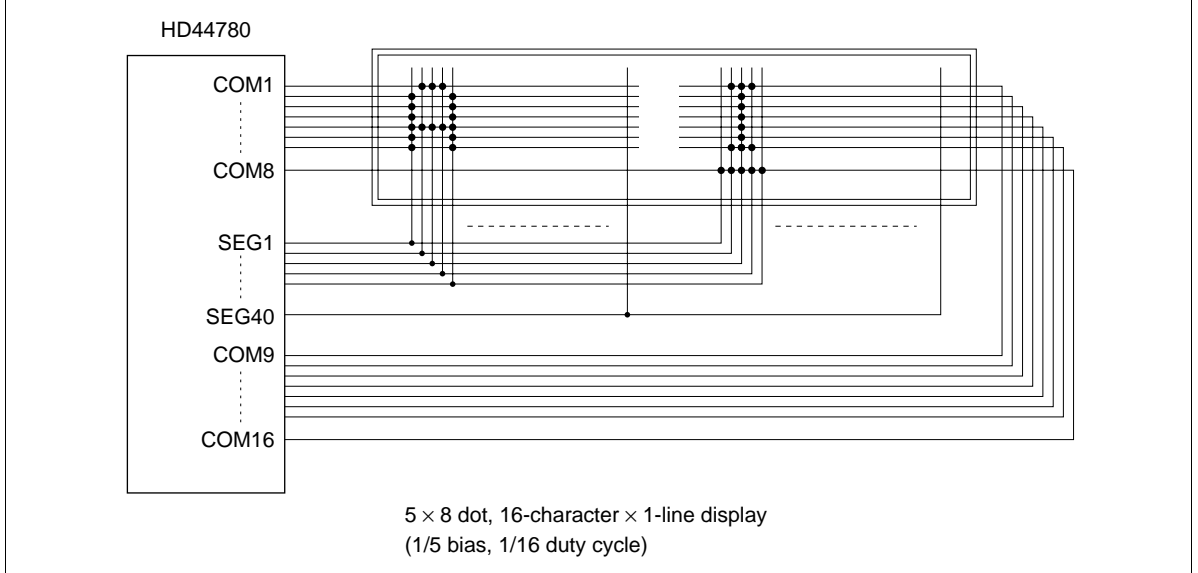 HD44780
COM1
COM8
SEG1
SEG40
COM9
COM16
5 × 8 dot, 16-character × 1-line display
(1/5 bias, 1/16 duty cycle)